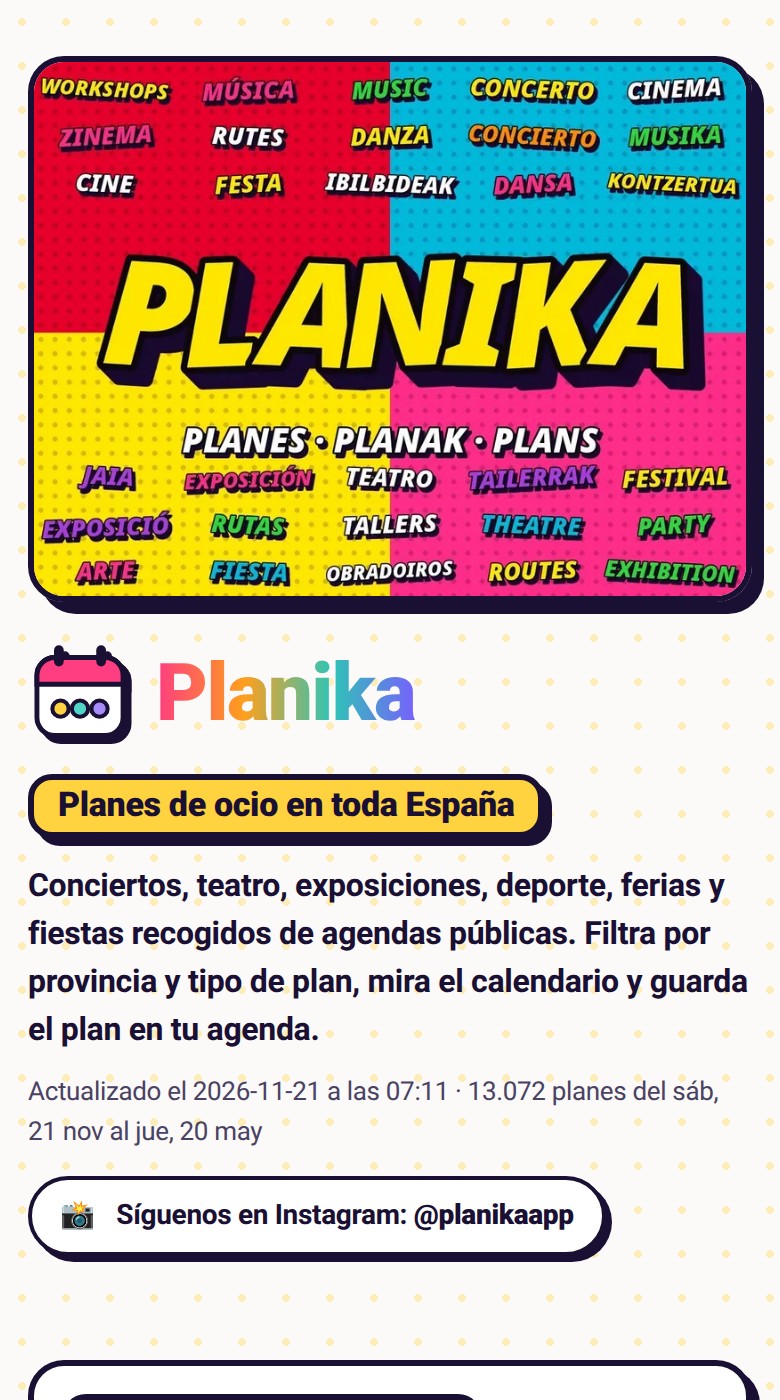 WORKSHOPS MÚSICA MUSIC CONCERTO CINEMA
ZINEMA RUTES DANZA CONCIERTO MUSIKA
CINE FESTA IBILBIDEAK DANSA KONTZERTUA
PLANIKA
PLANES · PLANAK · PLANS
JAIA EXPOSICIÓN TEATRO TAILERRAK FESTIVAL
EXPOSICIÓ RUTAS TALLERS THEATRE PARTY
ARTE FIESTA OBRADOIROS ROUTES EXHIBITION
Planika
Planes de ocio en toda España
Conciertos, teatro, exposiciones, deporte, ferias y
fiestas recogidos de agendas públicas. Filtra por
provincia y tipo de plan, mira el calendario y guarda
el plan en tu agenda.
Actualizado el 2026-11-21 a las 07:11 · 13.072 planes del sáb,
21 nov al jue, 20 may
Síguenos en Instagram: @planikaapp